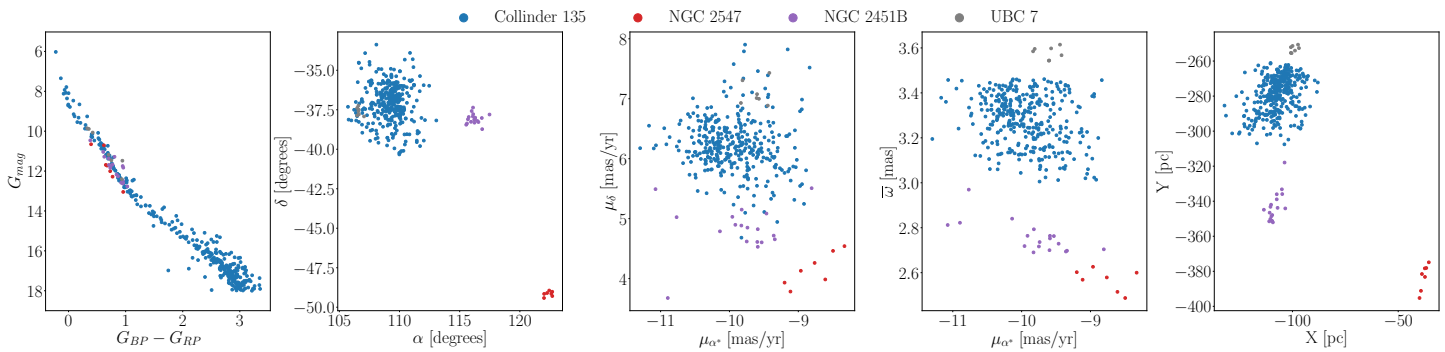 Collinder 135 NGC 2547 NGC 2451B UBC 7
6
8
10
12
14
16
18
G_mag
0 1 2 3
G_BP − G_RP
−35.0
−37.5
−40.0
−42.5
−45.0
−47.5
−50.0
δ [degrees]
105 110 115 120
α [degrees]
8
7
6
5
4
μ_δ [mas/yr]
−11 −10 −9
μ_α* [mas/yr]
3.6
3.4
3.2
3.0
2.8
2.6
ϖ [mas]
−11 −10 −9
μ_α* [mas/yr]
−260
−280
−300
−320
−340
−360
−380
−400
Y [pc]
−100 −50
X [pc]